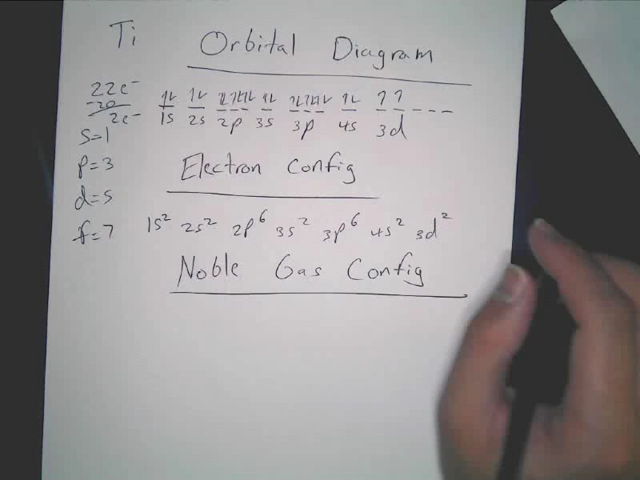 Ti
Orbital Diagram
22e⁻
-20
2e⁻
1s 2s 2p 3s 3p 4s 3d
s=1
p=3
d=5
f=7
Electron Config
1s² 2s² 2p⁶ 3s² 3p⁶ 4s² 3d²
Noble Gas Config